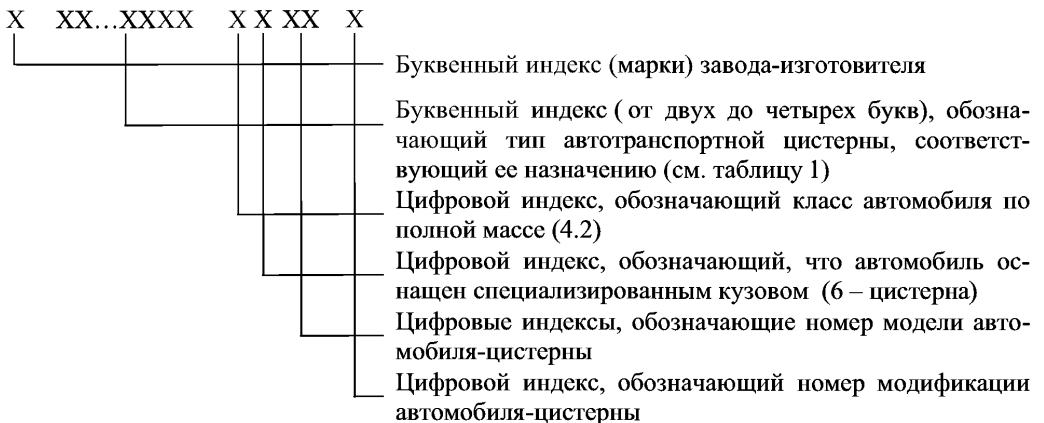 X XX...XXXX X X XX X
Буквенный индекс (марки) завода-изготовителя
Буквенный индекс ( от двух до четырех букв), обозна-
чающий тип автотранспортной цистерны, соответст-
вующий ее назначению (см. таблицу 1)
Цифровой индекс, обозначающий класс автомобиля по
полной массе (4.2)
Цифровой индекс, обозначающий, что автомобиль ос-
нащен специализированным кузовом (6 – цистерна)
Цифровые индексы, обозначающие номер модели авто-
мобиля-цистерны
Цифровой индекс, обозначающий номер модификации
автомобиля-цистерны